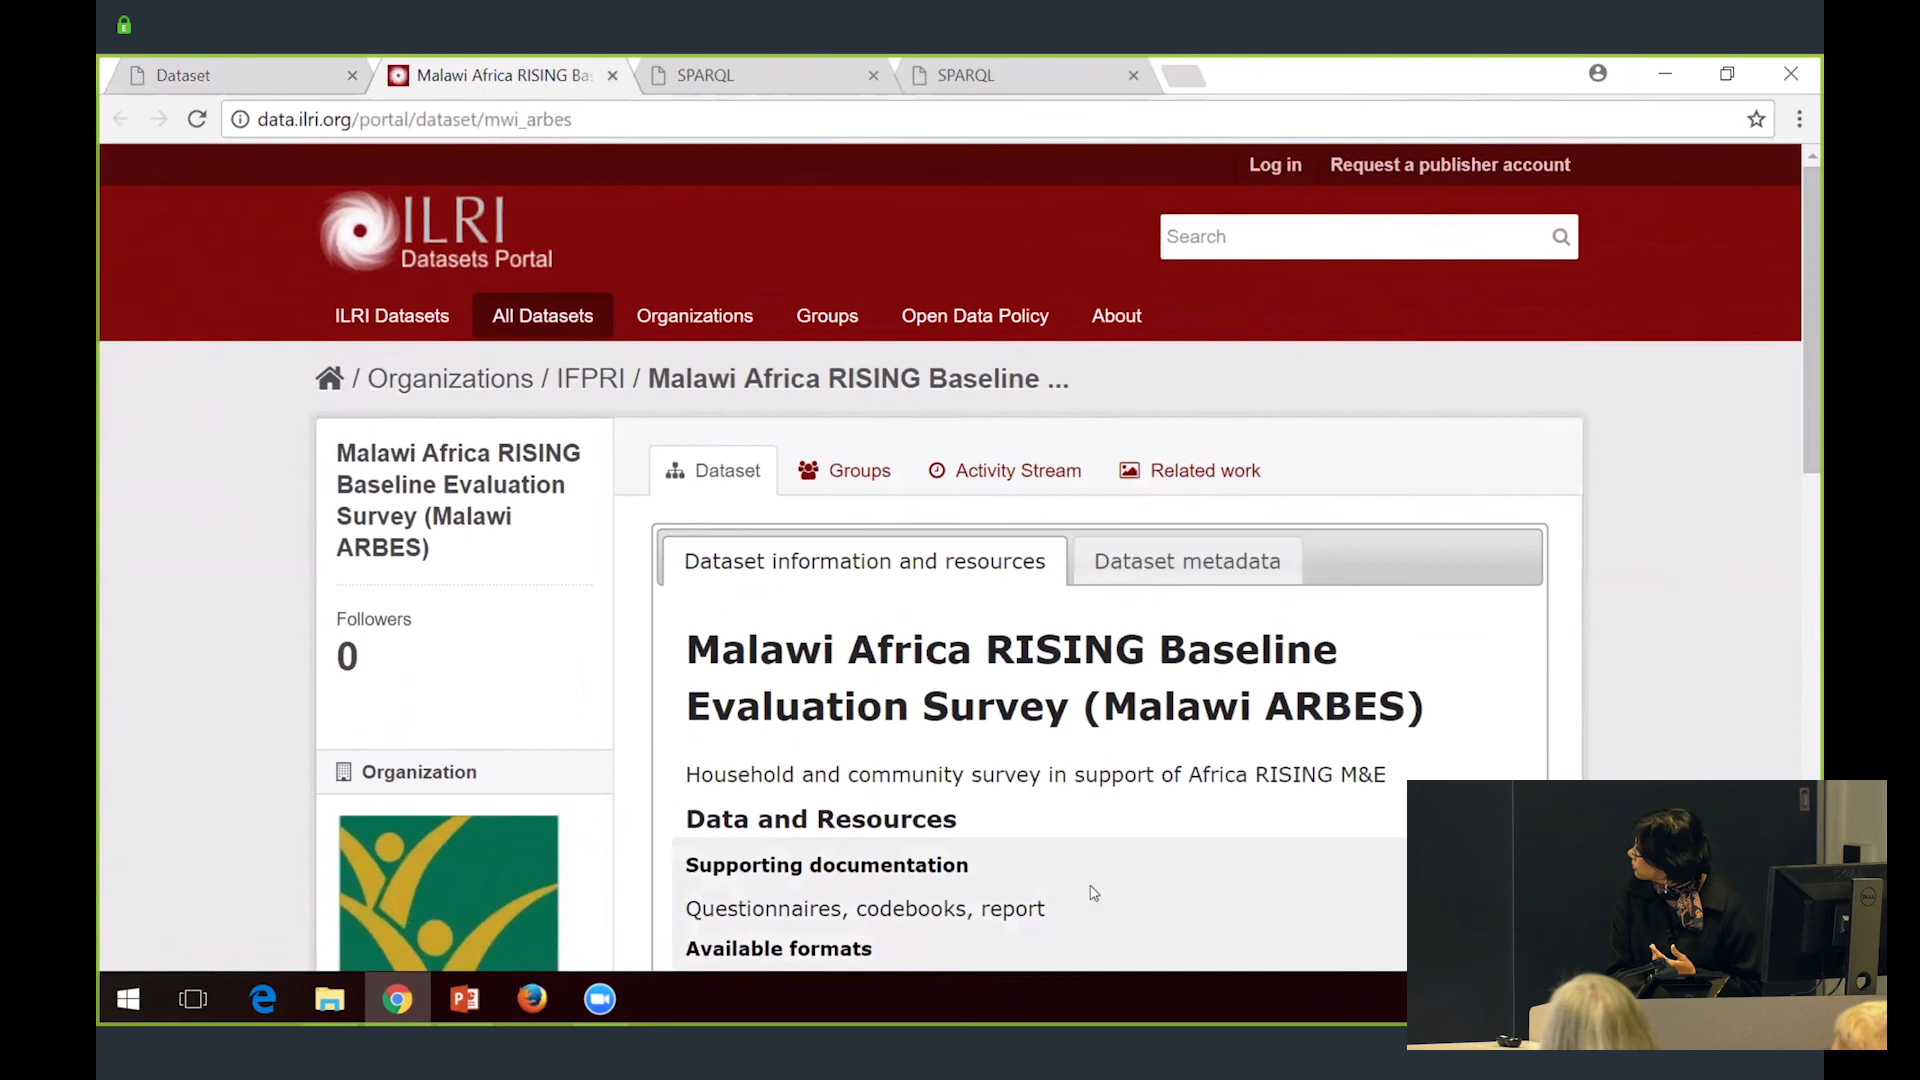 Dataset
Malawi Africa RISING Bas
SPARQL
SPARQL
data.ilri.org/portal/dataset/mwi_arbes
Log in
Request a publisher account
ILRI
Datasets Portal
Search
ILRI Datasets
All Datasets
Organizations
Groups
Open Data Policy
About
/ Organizations / IFPRI / Malawi Africa RISING Baseline ...
Malawi Africa RISING
Baseline Evaluation
Survey (Malawi
ARBES)
Followers
0
Organization
Dataset
Groups
Activity Stream
Related work
Dataset information and resources
Dataset metadata
Malawi Africa RISING Baseline
Evaluation Survey (Malawi ARBES)
Household and community survey in support of Africa RISING M&E
Data and Resources
Supporting documentation
Questionnaires, codebooks, report
Available formats
DELL